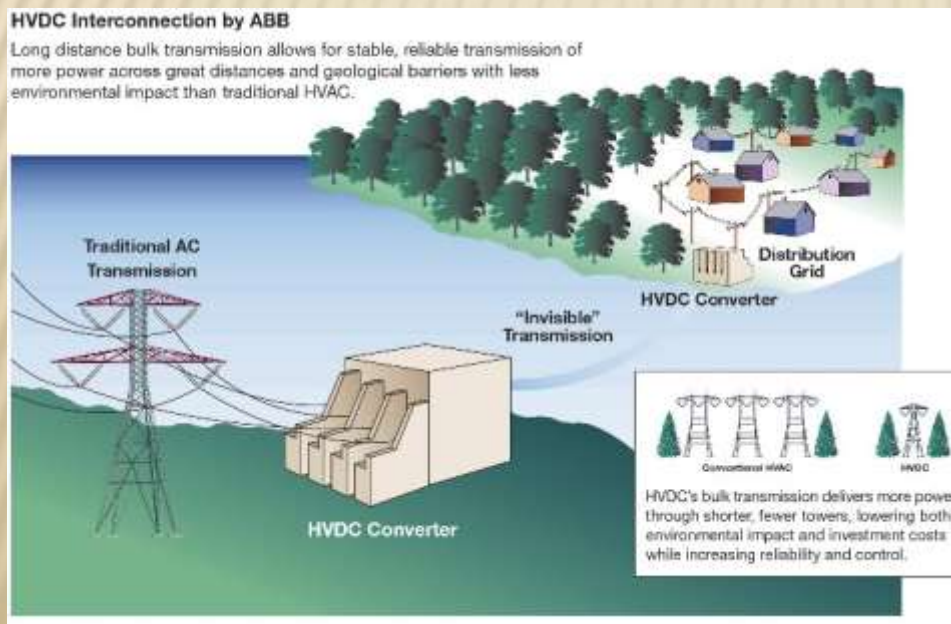 HVDC Interconnection by ABB
Long distance bulk transmission allows for stable, reliable transmission of
more power across great distances and geological barriers with less
environmental impact than traditional HVAC.
Traditional AC
Transmission
Distribution
Grid
HVDC Converter
"Invisible"
Transmission
HVDC Converter
Conventional HVAC
HVDC
HVDC's bulk transmission delivers more powe
through shorter, fewer towers, lowering both
environmental impact and investment costs
while increasing reliability and control.